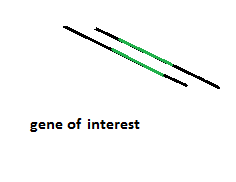 gene of interest